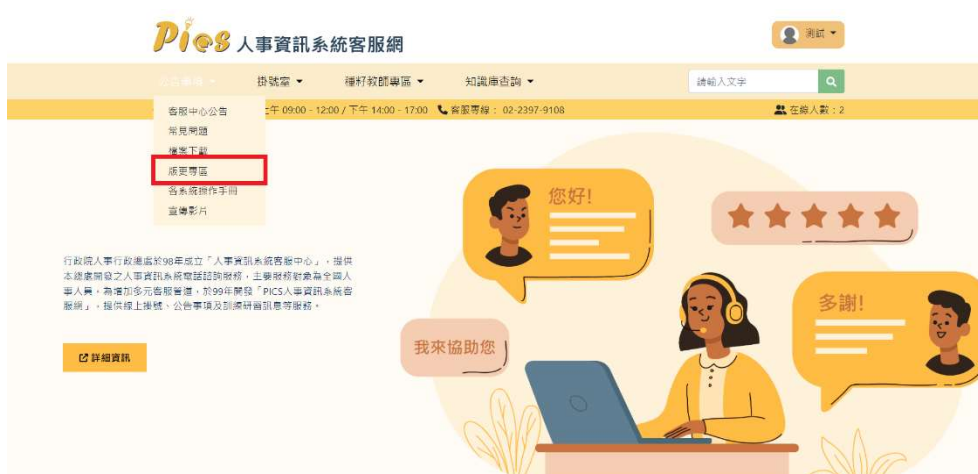 Pics 人事資訊系統客服網
測試
公告事項
掛號室
種籽教師專區
知識庫查詢
請輸入文字
上午 09:00 - 12:00 / 下午 14:00 - 17:00 客服專線： 02-2397-9108
在線人數：2
客服中心公告
常見問題
檔案下載
版更專區
各系統操作手冊
宣傳影片
您好!
行政院人事行政總處於98年成立「人事資訊系統客服中心」，提供
本總處開發之人事資訊系統電話諮詢服務，主要服務對象為全國人
事人員。為增加多元客服管道，於99年開發「PICS人事資訊系統客
服網」，提供線上掛號、公告事項及訓練研習訊息等服務。
多謝!
我來協助您
詳細資訊